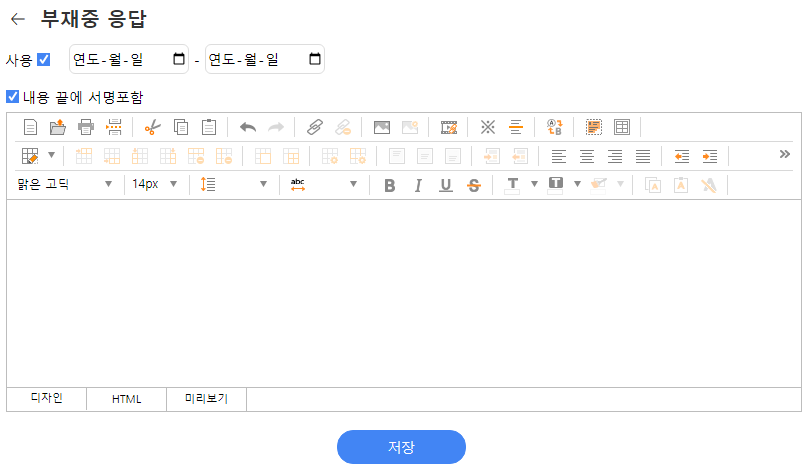 부재중 응답
사용 연도-월-일 - 연도-월-일
내용 끝에 서명포함
맑은 고딕 14px abc B I U S T T
디자인 HTML 미리보기
저장